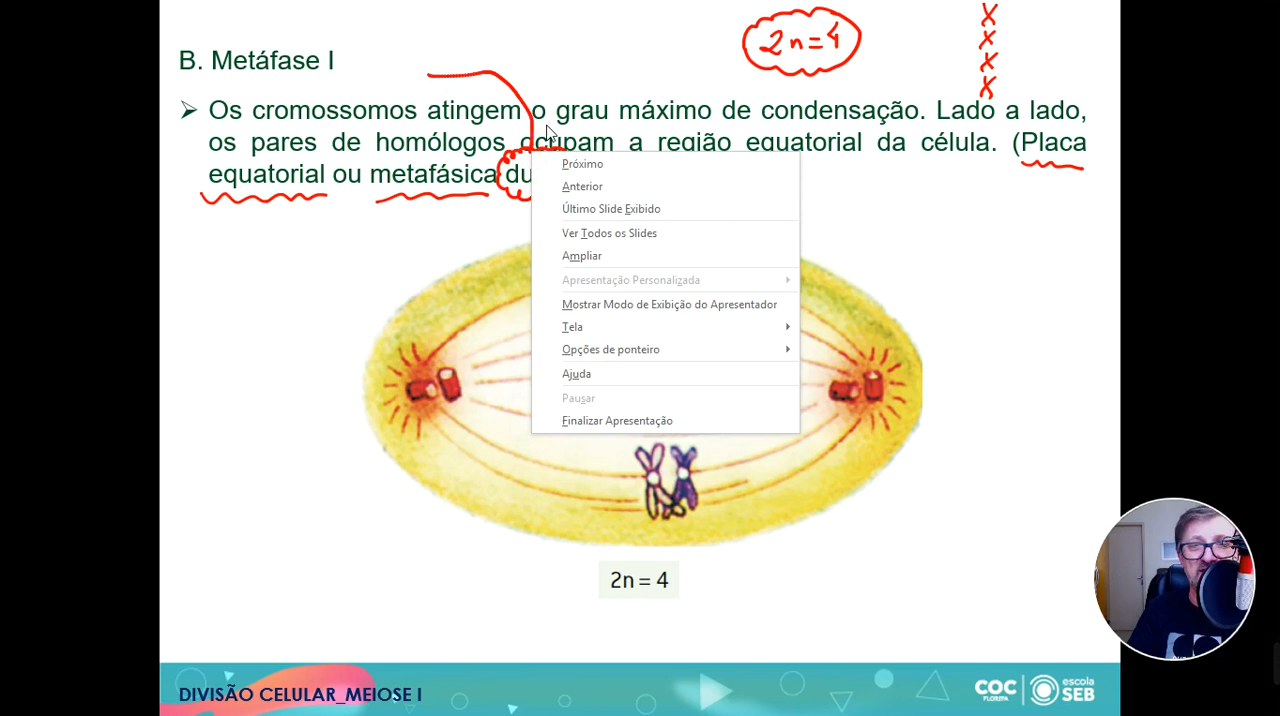 2n=4
x
x
x
x
B. Metáfase I
Os cromossomos atingem o grau máximo de condensação. Lado a lado,
os pares de homólogos ocupam a região equatorial da célula. (Placa
equatorial ou metafásica
Próximo
Anterior
Último Slide Exibido
Ver Todos os Slides
Ampliar
Apresentação Personalizada
Mostrar Modo de Exibição do Apresentador
Tela
Opções de ponteiro
Ajuda
Pausar
Finalizar Apresentação
2n = 4
DIVISÃO CELULAR_MEIOSE I
COC
FLORIPA
escola
SEB